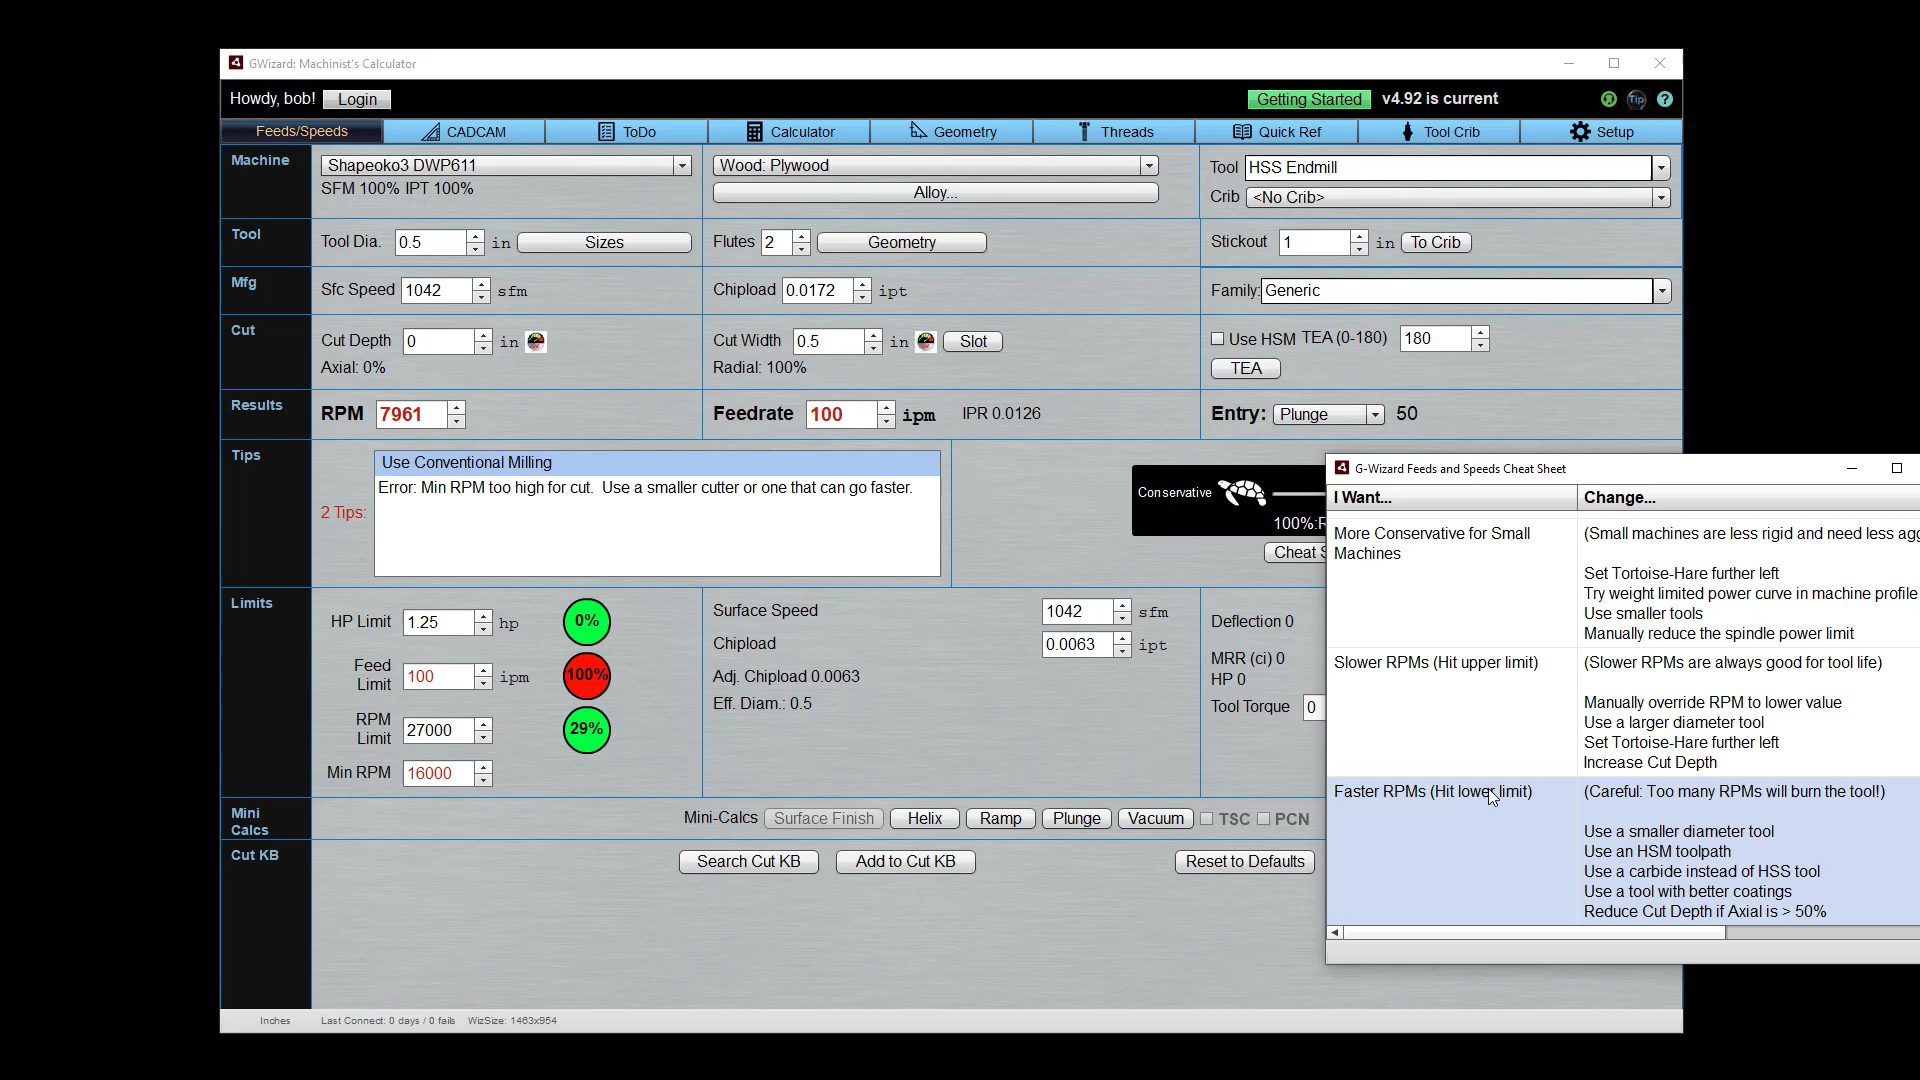 GWizard: Machinist's Calculator
Howdy, bob! Login Getting Started v4.92 is current Tip ?
Feeds/Speeds CADCAM ToDo Calculator Geometry Threads Quick Ref Tool Crib Setup
Machine Shapeoko3 DWP611 Wood: Plywood Tool HSS Endmill
SFM 100% IPT 100% Alloy... Crib <No Crib>
Tool Tool Dia. 0.5 in Sizes Flutes 2 Geometry Stickout 1 in To Crib
Mfg Sfc Speed 1042 sfm Chipload 0.0172 ipt Family: Generic
Cut Cut Depth 0 in Cut Width 0.5 in Slot Use HSM TEA (0-180) 180
Axial: 0% Radial: 100% TEA
Results RPM 7961 Feedrate 100 ipm IPR 0.0126 Entry: Plunge 50
Tips
2 Tips:
Use Conventional Milling
Error: Min RPM too high for cut. Use a smaller cutter or one that can go faster.
Conservative
100%:R
Cheat S
Limits
HP Limit 1.25 hp 0%
Feed Limit 100 ipm 100%
RPM Limit 27000 29%
Min RPM 16000
Surface Speed 1042 sfm
Chipload 0.0063 ipt
Adj. Chipload 0.0063
Eff. Diam.: 0.5
Deflection 0
MRR (ci) 0
HP 0
Tool Torque 0
Mini Calcs
Mini-Calcs Surface Finish Helix Ramp Plunge Vacuum TSC PCN
Cut KB Search Cut KB Add to Cut KB Reset to Defaults
Inches Last Connect: 0 days / 0 fails WizSize: 1463x954
G-Wizard Feeds and Speeds Cheat Sheet
I Want... Change...
More Conservative for Small Machines
(Small machines are less rigid and need less agg
Set Tortoise-Hare further left
Try weight limited power curve in machine profile
Use smaller tools
Manually reduce the spindle power limit
Slower RPMs (Hit upper limit)
(Slower RPMs are always good for tool life)
Manually override RPM to lower value
Use a larger diameter tool
Set Tortoise-Hare further left
Increase Cut Depth
Faster RPMs (Hit lower limit)
(Careful: Too many RPMs will burn the tool!)
Use a smaller diameter tool
Use an HSM toolpath
Use a carbide instead of HSS tool
Use a tool with better coatings
Reduce Cut Depth if Axial is > 50%